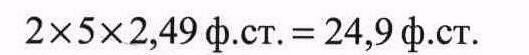 2×5×2,49 ф.ст. = 24,9 ф.ст.